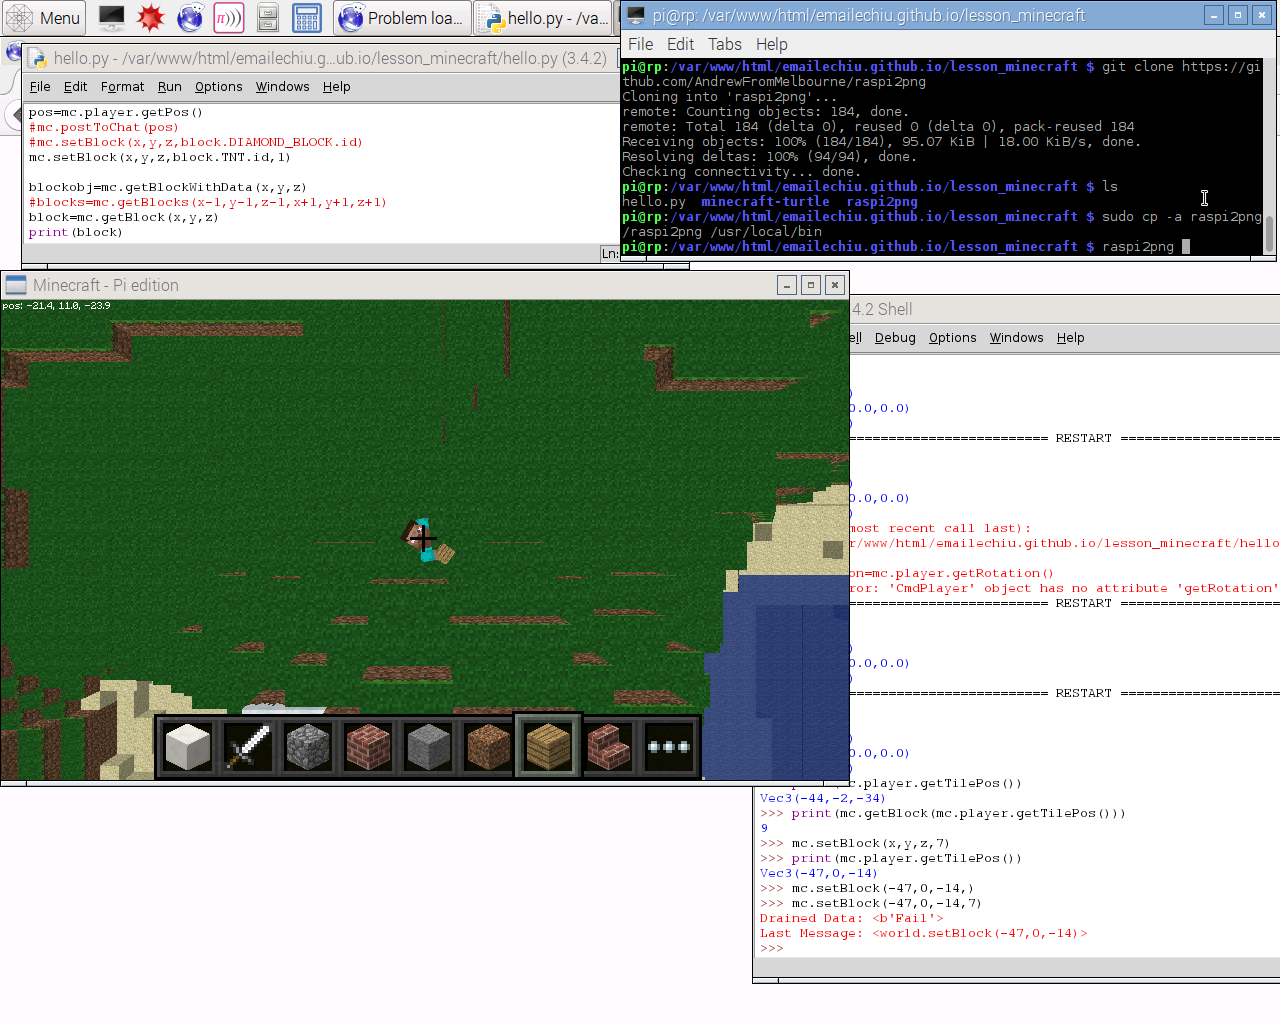 Menu
Problem loa...
hello.py - /va...
hello.py - /var/www/html/emailechiu.g...ub.io/lesson_minecraft/hello.py (3.4.2)
File Edit Format Run Options Windows Help
pos=mc.player.getPos()
#mc.postToChat(pos)
#mc.setBlock(x,y,z,block.DIAMOND_BLOCK.id)
mc.setBlock(x,y,z,block.TNT.id,1)
blockobj=mc.getBlockWithData(x,y,z)
#blocks=mc.getBlocks(x-1,y-1,z-1,x+1,y+1,z+1)
block=mc.getBlock(x,y,z)
print(block)
Ln:
pi@rp: /var/www/html/emailechiu.github.io/lesson_minecraft
File Edit Tabs Help
pi@rp:/var/www/html/emailechiu.github.io/lesson_minecraft $ git clone https://gi
thub.com/AndrewFromMelbourne/raspi2png
Cloning into 'raspi2png'...
remote: Counting objects: 184, done.
remote: Total 184 (delta 0), reused 0 (delta 0), pack-reused 184
Receiving objects: 100% (184/184), 95.07 KiB | 18.00 KiB/s, done.
Resolving deltas: 100% (94/94), done.
Checking connectivity... done.
pi@rp:/var/www/html/emailechiu.github.io/lesson_minecraft $ ls
hello.py minecraft-turtle raspi2png
pi@rp:/var/www/html/emailechiu.github.io/lesson_minecraft $ sudo cp -a raspi2png
/raspi2png /usr/local/bin
pi@rp:/var/www/html/emailechiu.github.io/lesson_minecraft $ raspi2png
Minecraft - Pi edition
pos: -21.4, 11.0, -23.9
4.2 Shell
ell Debug Options Windows Help
)
0.0,0.0)
)
========================= RESTART ====================
)
0.0,0.0)
)
most recent call last):
r/www/html/emailechiu.github.io/lesson_minecraft/hello
on=mc.player.getRotation()
ror: 'CmdPlayer' object has no attribute 'getRotation'
========================= RESTART ====================
)
0.0,0.0)
)
========================= RESTART ====================
)
0.0,0.0)
)
c.player.getTilePos())
Vec3(-44,-2,-34)
>>> print(mc.getBlock(mc.player.getTilePos()))
9
>>> mc.setBlock(x,y,z,7)
>>> print(mc.player.getTilePos())
Vec3(-47,0,-14)
>>> mc.setBlock(-47,0,-14,)
>>> mc.setBlock(-47,0,-14,7)
Drained Data: <b'Fail'>
Last Message: <world.setBlock(-47,0,-14)>
>>>